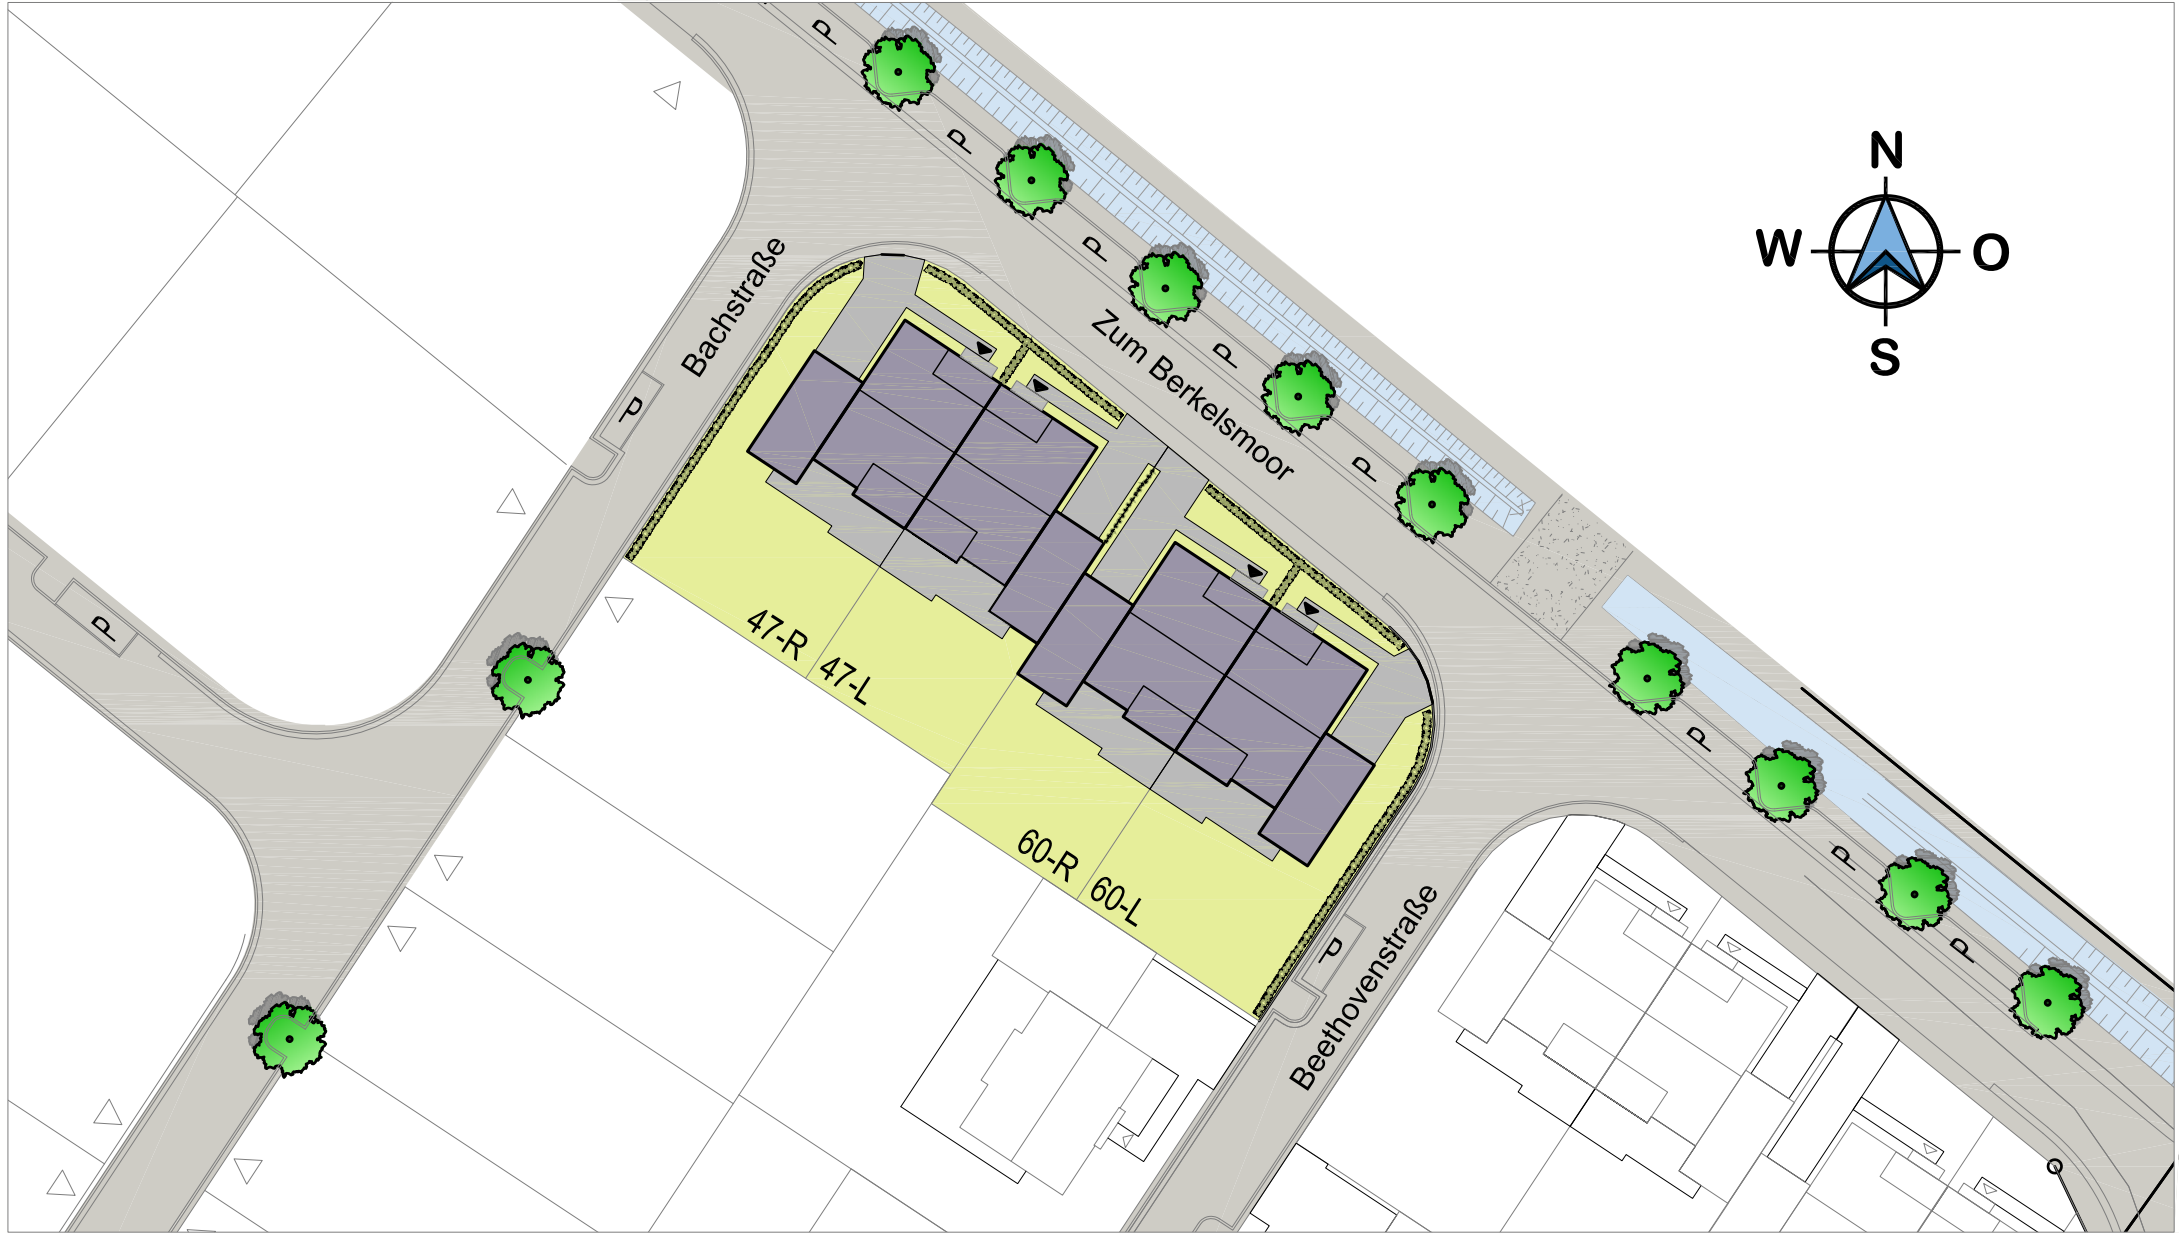 P
P
P
P
P
P
P
P
P
P
P
P
N
W
O
S
Bachstraße
Zum Berkelsmoor
47-R
47-L
60-R
60-L
Beethovenstraße